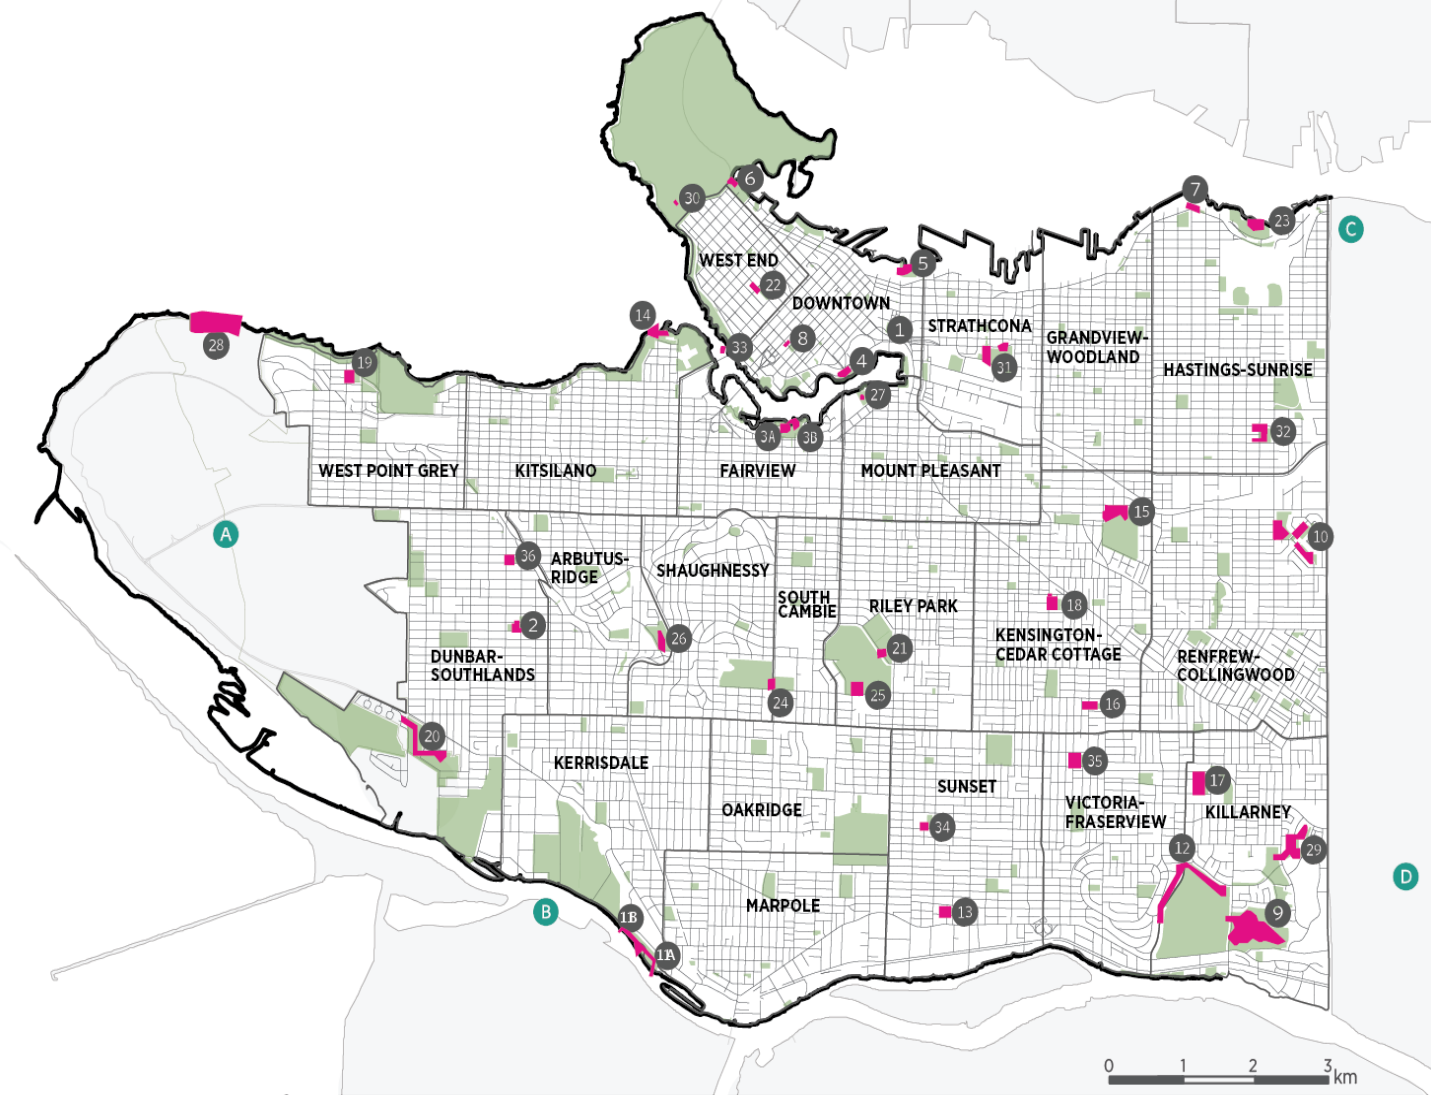 6
30
7
C
23
WEST END
5
22
DOWNTOWN
14
1
STRATHCONA
GRANDVIEW-
WOODLAND
28
33
8
4
31
19
HASTINGS-SUNRISE
27
3A
3B
32
WEST POINT GREY
KITSILANO
FAIRVIEW
MOUNT PLEASANT
15
A
10
36
ARBUTUS-
RIDGE
SHAUGHNESSY
SOUTH
CAMBIE
RILEY PARK
18
2
26
21
KENSINGTON-
CEDAR COTTAGE
DUNBAR-
SOUTHLANDS
RENFREW-
COLLINGWOOD
24
25
16
20
KERRISDALE
35
SUNSET
17
OAKRIDGE
VICTORIA-
FRASERVIEW
KILLARNEY
34
12
29
D
MARPOLE
B
1B
13
9
1A
0 1 2 3
km